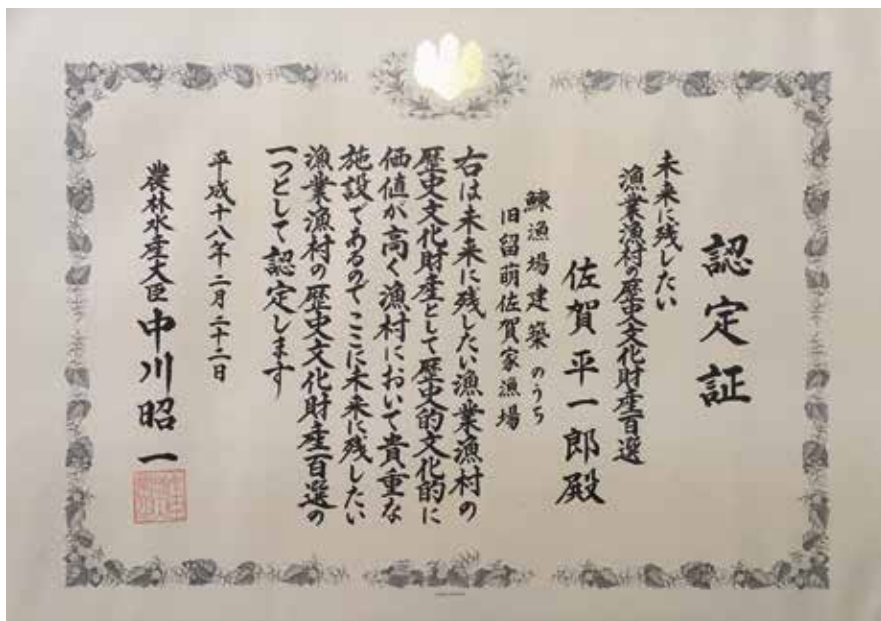 認定証
未来に残したい
漁業漁村の歴史文化財産百選
佐賀平一郎殿
鰊漁場建築のうち
旧留萌佐賀家漁場
右は未来に残したい漁業漁村の
歴史文化財産として歴史的文化的に
価値が高く漁村において貴重な
施設であるのでここに未来に残したい
漁業漁村の歴史文化財産百選の
一つとして認定します
平成十八年二月二十二日
農林水産大臣 中川昭一